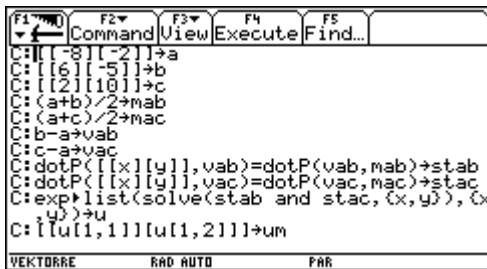 F1 F2▼ F3▼ F4 F5
Command View Execute Find...
C:[[-8][-2]]→a
C:[[6][-5]]→b
C:[[2][10]]→c
C:(a+b)/2→mab
C:(a+c)/2→mac
C:b-a→vab
C:c-a→vac
C:dotP([[x][y]],vab)=dotP(vab,mab)→stab
C:dotP([[x][y]],vac)=dotP(vac,mac)→stac
C:exp▶list(solve(stab and stac,{x,y}),{x
,y})→u
C:[[u[1,1]][u[1,2]]]→um
VEKTORRE RAD AUTO PAR